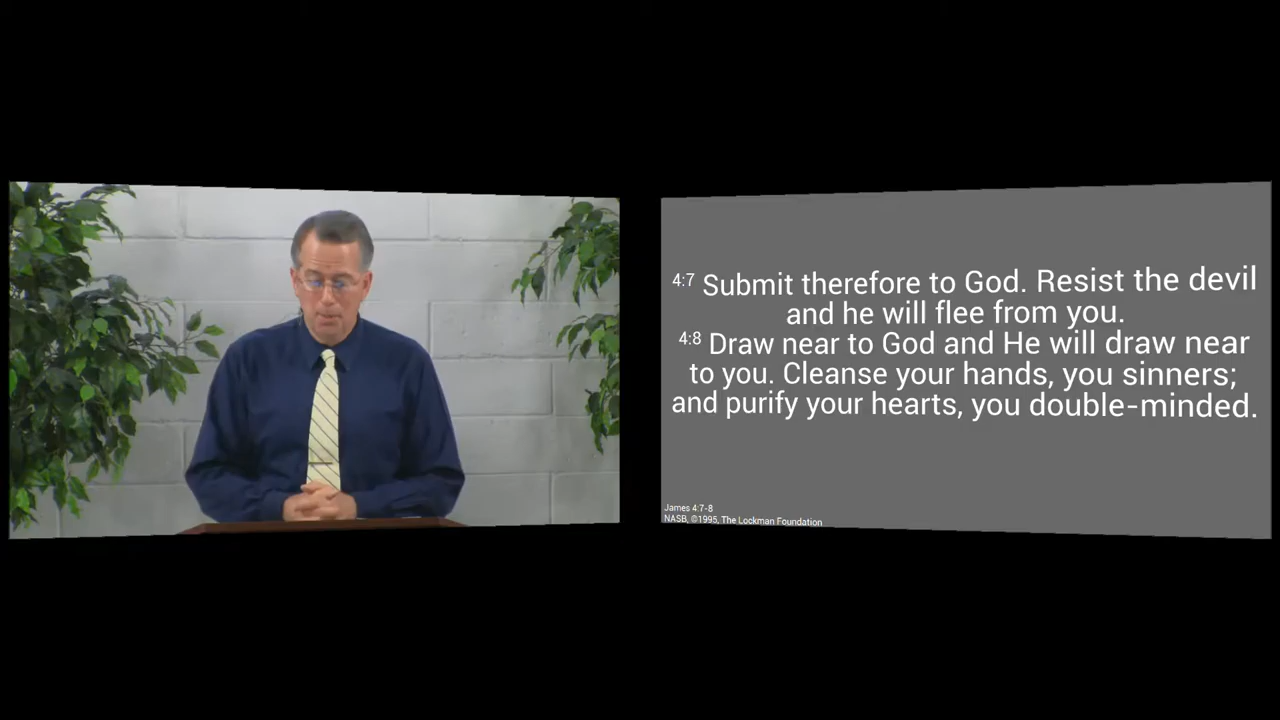 4:7 Submit therefore to God. Resist the devil
and he will flee from you.
4:8 Draw near to God and He will draw near
to you. Cleanse your hands, you sinners;
and purify your hearts, you double-minded.
James 4:7-8
NASB, ©1995, The Lockman Foundation